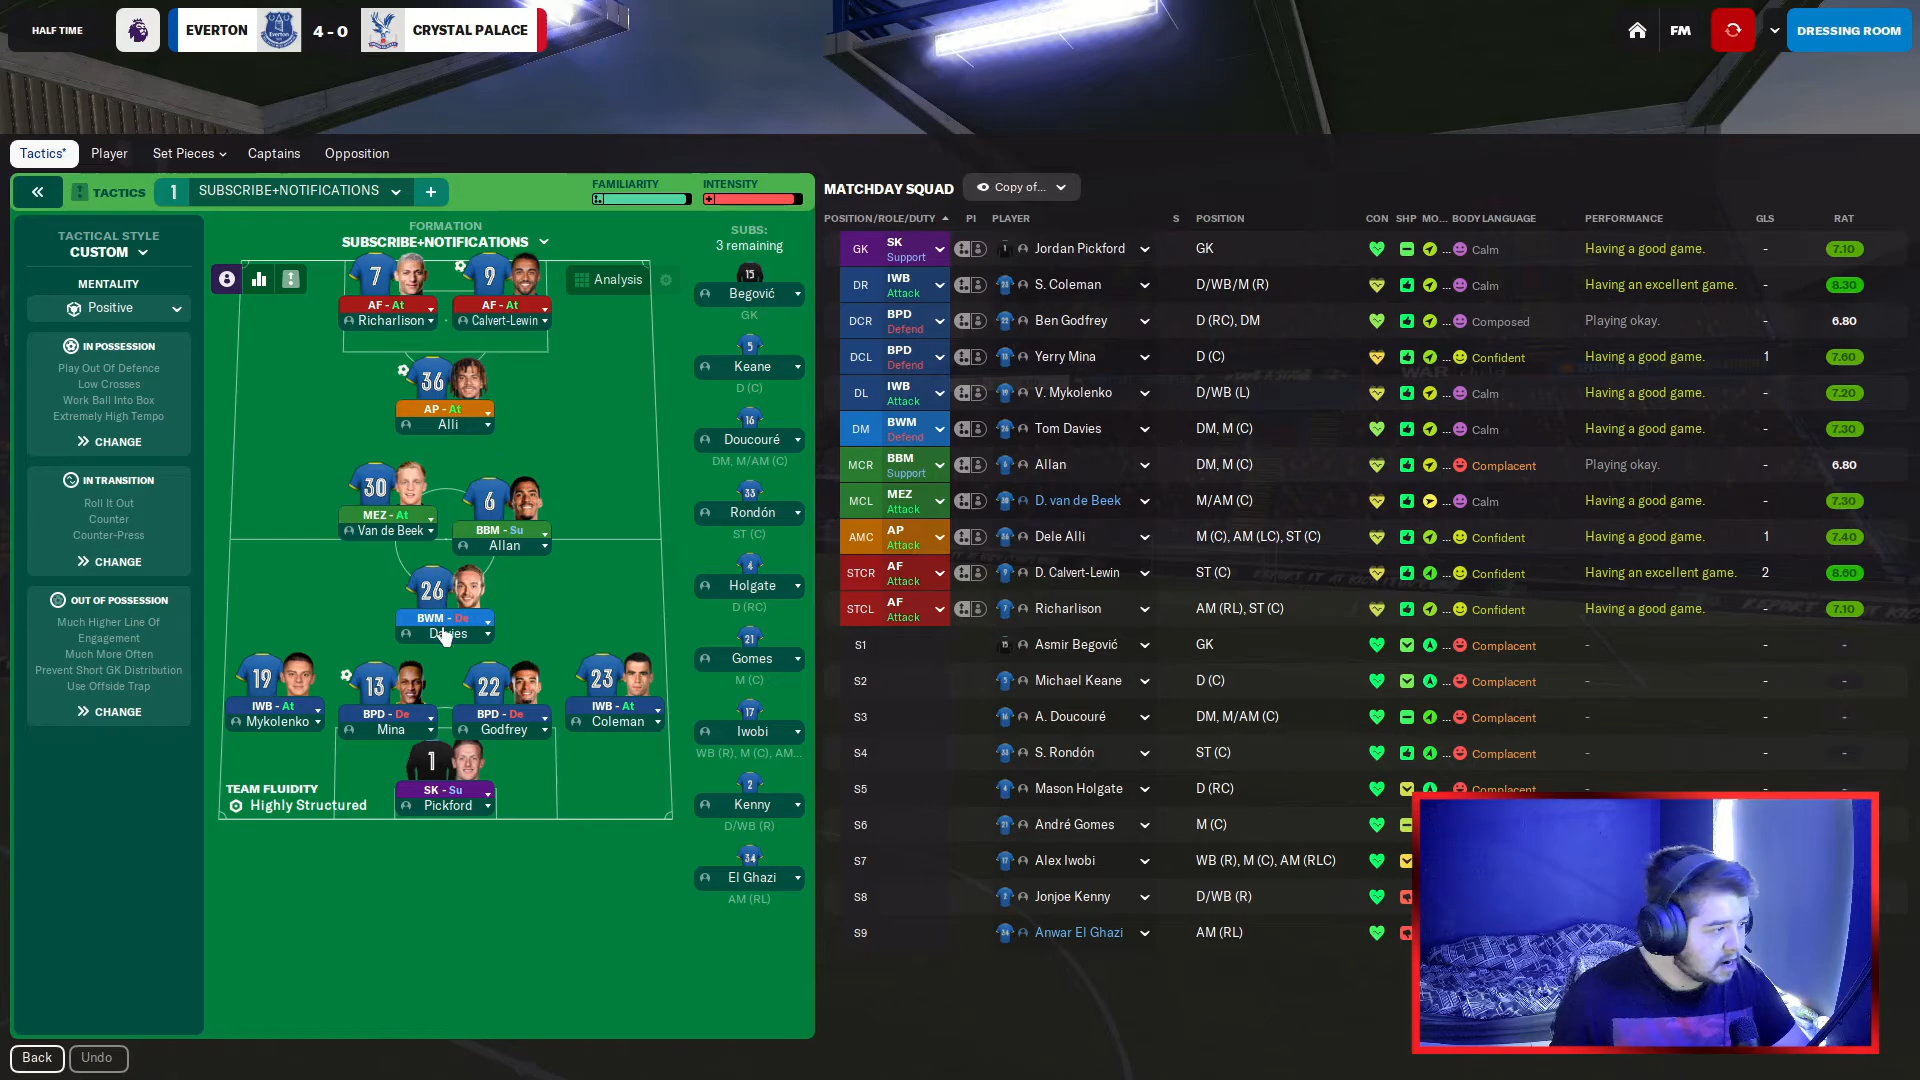 HALF TIME
EVERTON
Everton
4 - 0
CRYSTAL PALACE
FM
DRESSING ROOM
Tactics*
Player
Set Pieces
Captains
Opposition
TACTICS
1
SUBSCRIBE+NOTIFICATIONS
+
FAMILIARITY
INTENSITY
TACTICAL STYLE
CUSTOM
MENTALITY
Positive
IN POSSESSION
Play Out Of Defence
Low Crosses
Work Ball Into Box
Extremely High Tempo
CHANGE
IN TRANSITION
Roll It Out
Counter
Counter-Press
CHANGE
OUT OF POSSESSION
Much Higher Line Of
Engagement
Much More Often
Prevent Short GK Distribution
Use Offside Trap
CHANGE
FORMATION
SUBSCRIBE+NOTIFICATIONS
Analysis
7
AF - At
Richarlison
9
AF - At
Calvert-Lewin
36
AP - At
Alli
30
MEZ - At
Van de Beek
6
BBM - Su
Allan
26
BWM - De
Davies
19
IWB - At
Mykolenko
13
BPD - De
Mina
22
BPD - De
Godfrey
23
IWB - At
Coleman
1
SK - Su
Pickford
TEAM FLUIDITY
Highly Structured
SUBS:
3 remaining
15
Begović
GK
5
Keane
D (C)
16
Doucouré
DM, M/AM (C)
33
Rondón
ST (C)
4
Holgate
D (RC)
21
Gomes
M (C)
17
Iwobi
WB (R), M (C), AM...
2
Kenny
D/WB (R)
34
El Ghazi
AM (RL)
MATCHDAY SQUAD
Copy of...
POSITION/ROLE/DUTY PI PLAYER S POSITION CON SHP MO... BODY LANGUAGE PERFORMANCE GLS RAT
GK SK Support Jordan Pickford GK ... Calm Having a good game. - 7.10
DR IWB Attack S. Coleman D/WB/M (R) ... Calm Having an excellent game. - 8.30
DCR BPD Defend Ben Godfrey D (RC), DM ... Composed Playing okay. - 6.80
DCL BPD Defend Yerry Mina D (C) ... Confident Having a good game. 1 7.60
DL IWB Attack V. Mykolenko D/WB (L) ... Calm Having a good game. - 7.20
DM BWM Defend Tom Davies DM, M (C) ... Calm Having a good game. - 7.30
MCR BBM Support Allan DM, M (C) ... Complacent Playing okay. - 6.80
MCL MEZ Attack D. van de Beek M/AM (C) ... Calm Having a good game. - 7.30
AMC AP Attack Dele Alli M (C), AM (LC), ST (C) ... Confident Having a good game. 1 7.40
STCR AF Attack D. Calvert-Lewin ST (C) ... Confident Having an excellent game. 2 8.60
STCL AF Attack Richarlison AM (RL), ST (C) ... Confident Having a good game. - 7.10
S1 Asmir Begović GK ... Complacent - - -
S2 Michael Keane D (C) ... Complacent - - -
S3 A. Doucouré DM, M/AM (C) ... Complacent - - -
S4 S. Rondón ST (C) ... Complacent - - -
S5 Mason Holgate D (RC) ... Complacent - - -
S6 André Gomes M (C)
S7 Alex Iwobi WB (R), M (C), AM (RLC)
S8 Jonjoe Kenny D/WB (R)
S9 Anwar El Ghazi AM (RL)
Back
Undo